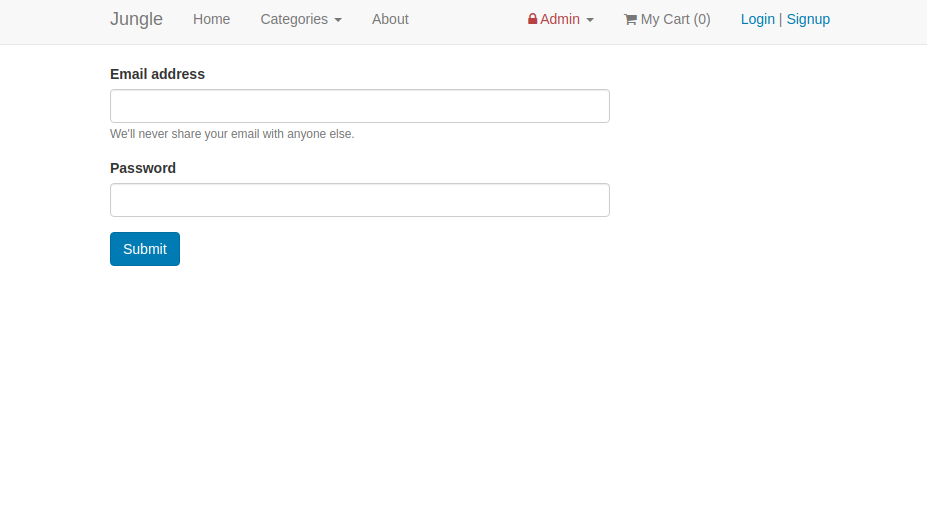 Jungle Home Categories About Admin My Cart (0) Login | Signup
Email address
We'll never share your email with anyone else.
Password
Submit